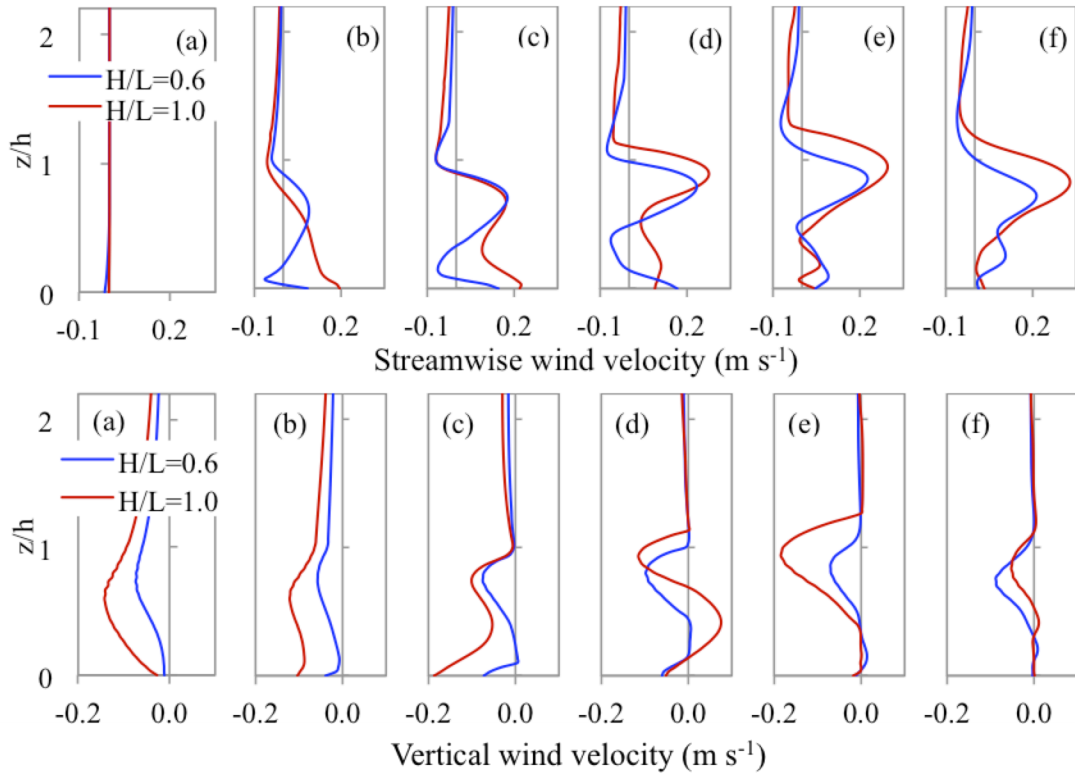 2 (a) (b) (c) (d) (e) (f)
H/L=0.6
H/L=1.0
z/h
1
0
-0.1 0.2 -0.1 0.2 -0.1 0.2 -0.1 0.2 -0.1 0.2 -0.1 0.2
Streamwise wind velocity (m s-1)
2 (a) (b) (c) (d) (e) (f)
H/L=0.6
H/L=1.0
z/h
1
0
-0.2 0.0 -0.2 0.0 -0.2 0.0 -0.2 0.0 -0.2 0.0 -0.2 0.0
Vertical wind velocity (m s-1)